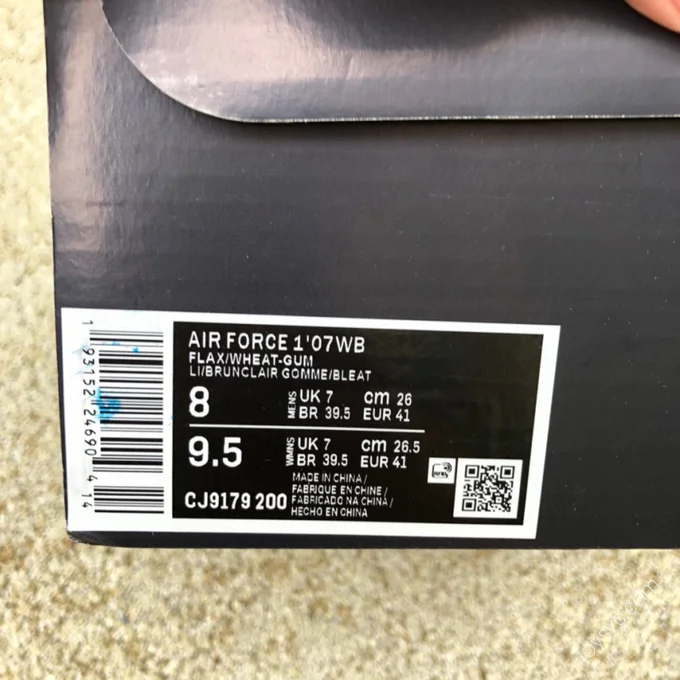 AIR FORCE 1'07WB
FLAX/WHEAT-GUM
LI/BRUNCLAIR GOMME/BLEAT
8 MENS UK 7 cm 26
BR 39.5 EUR 41
9.5 WMNS UK 7 cm 26.5
BR 39.5 EUR 41
CJ9179 200
MADE IN CHINA /
FABRIQUE EN CHINE /
FABRICADO NA CHINA /
HECHO EN CHINA
1 93152 24690 4 14